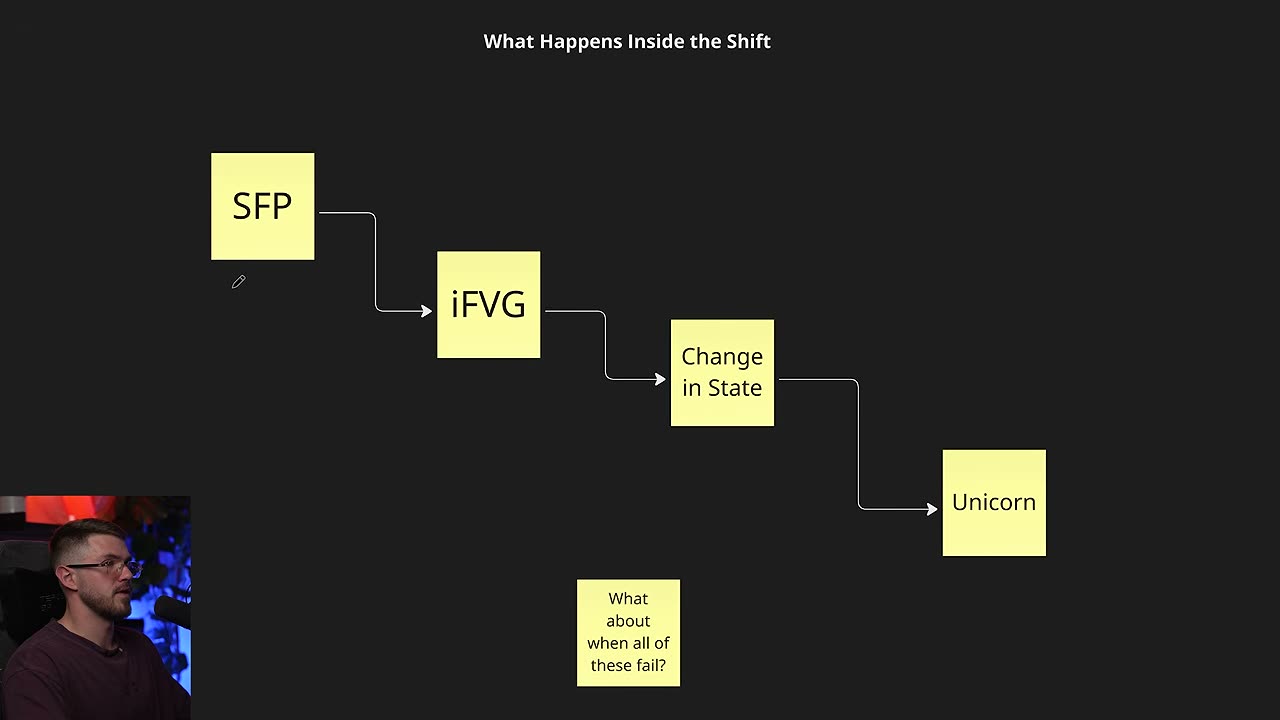 What Happens Inside the Shift
SFP
iFVG
Change
in State
Unicorn
What
about
when all of
these fail?